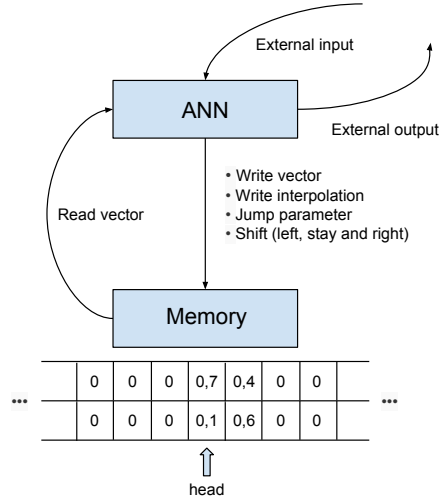 External input
ANN
External output
• Write vector
• Write interpolation
• Jump parameter
• Shift (left, stay and right)
Read vector
Memory
0 0 0 0,7 0,4 0 0
... ...
0 0 0 0,1 0,6 0 0
head